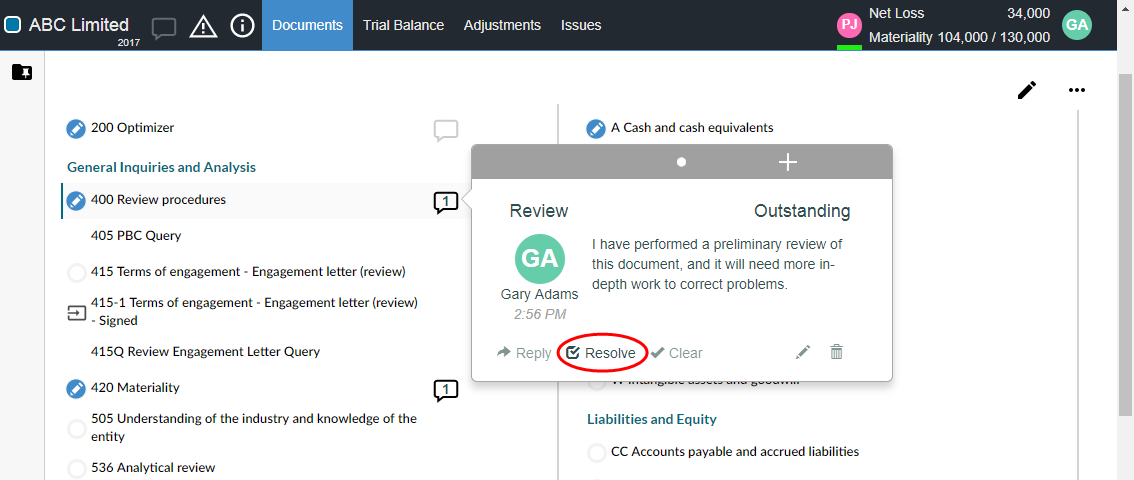 ABC Limited
2017
Documents
Trial Balance
Adjustments
Issues
PJ
Net Loss 34,000
Materiality 104,000 / 130,000
GA
200 Optimizer
General Inquiries and Analysis
400 Review procedures
1
405 PBC Query
415 Terms of engagement - Engagement letter (review)
415-1 Terms of engagement - Engagement letter (review)
- Signed
415Q Review Engagement Letter Query
420 Materiality
1
505 Understanding of the industry and knowledge of the
entity
536 Analytical review
A Cash and cash equivalents
Review
Outstanding
GA
Gary Adams
2:56 PM
I have performed a preliminary review of
this document, and it will need more in-
depth work to correct problems.
Reply
Resolve
Clear
W Intangible assets and goodwill
Liabilities and Equity
CC Accounts payable and accrued liabilities